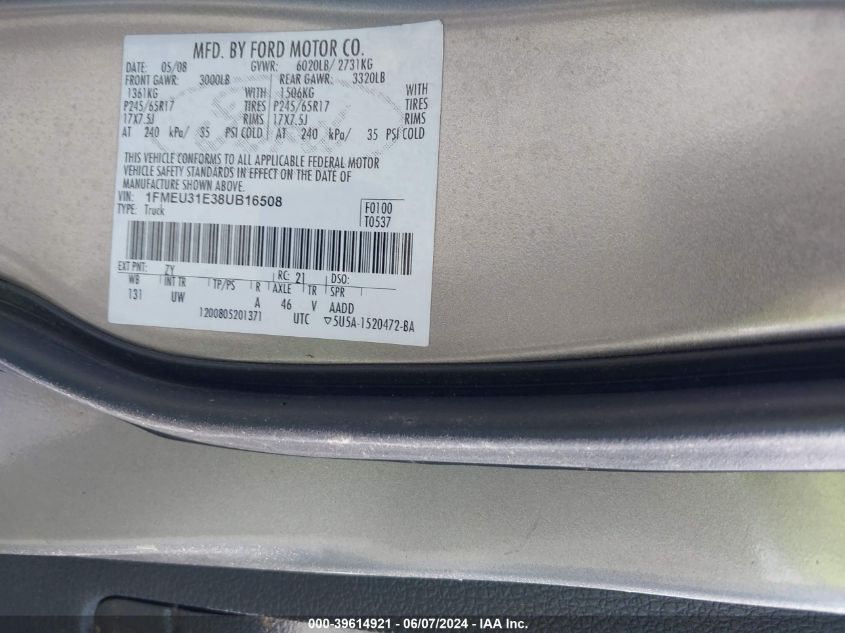 MFD. BY FORD MOTOR CO.
DATE: 05/08 GVWR: 6020LB/ 2731KG
FRONT GAWR: 3000LB REAR GAWR: 3320LB
1361KG WITH 1506KG WITH
P245/65R17 TIRES P245/65R17 TIRES
17X7.5J RIMS 17X7.5J RIMS
AT 240 kPa/ 35 PSI COLD AT 240 kPa/ 35 PSI COLD
THIS VEHICLE CONFORMS TO ALL APPLICABLE FEDERAL MOTOR
VEHICLE SAFETY STANDARDS IN EFFECT ON THE DATE OF
MANUFACTURE SHOWN ABOVE.
VIN: 1FMEU31E38UB16508
TYPE: Truck
F0100
T0537
EXT PNT: ZY RC: 21 DSO:
WB INT TR TP/PS R AXLE TR SPR
131 UW A 46 V AADD
1200805201371 UTC ▽5U5A-1520472-BA
000-39614921 / 06/07/2024 / IAA Inc.